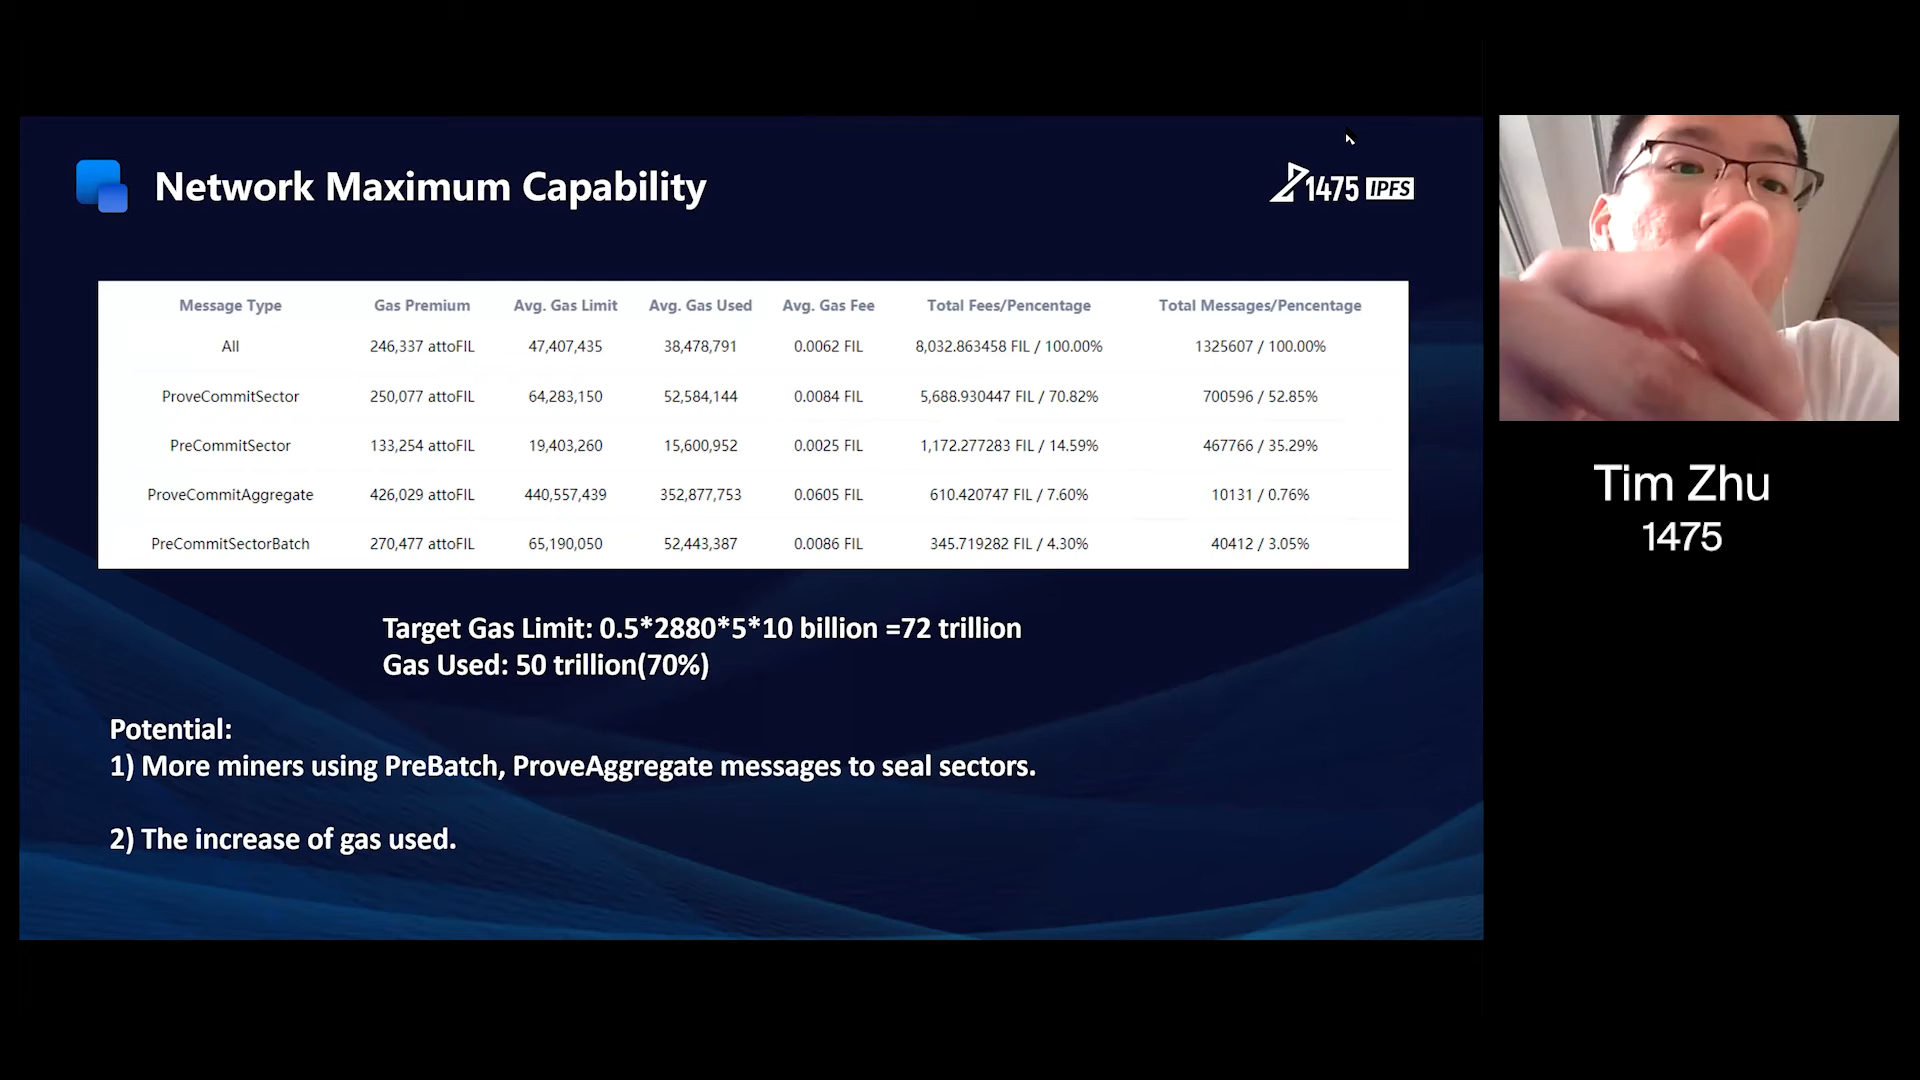 Network Maximum Capability
1475 IPFS
Message Type Gas Premium Avg. Gas Limit Avg. Gas Used Avg. Gas Fee Total Fees/Pencentage Total Messages/Pencentage
All 246,337 attoFIL 47,407,435 38,478,791 0.0062 FIL 8,032.863458 FIL / 100.00% 1325607 / 100.00%
ProveCommitSector 250,077 attoFIL 64,283,150 52,584,144 0.0084 FIL 5,688.930447 FIL / 70.82% 700596 / 52.85%
PreCommitSector 133,254 attoFIL 19,403,260 15,600,952 0.0025 FIL 1,172.277283 FIL / 14.59% 467766 / 35.29%
ProveCommitAggregate 426,029 attoFIL 440,557,439 352,877,753 0.0605 FIL 610.420747 FIL / 7.60% 10131 / 0.76%
PreCommitSectorBatch 270,477 attoFIL 65,190,050 52,443,387 0.0086 FIL 345.719282 FIL / 4.30% 40412 / 3.05%
Target Gas Limit: 0.5*2880*5*10 billion =72 trillion
Gas Used: 50 trillion(70%)
Potential:
1) More miners using PreBatch, ProveAggregate messages to seal sectors.
2) The increase of gas used.
Tim Zhu
1475